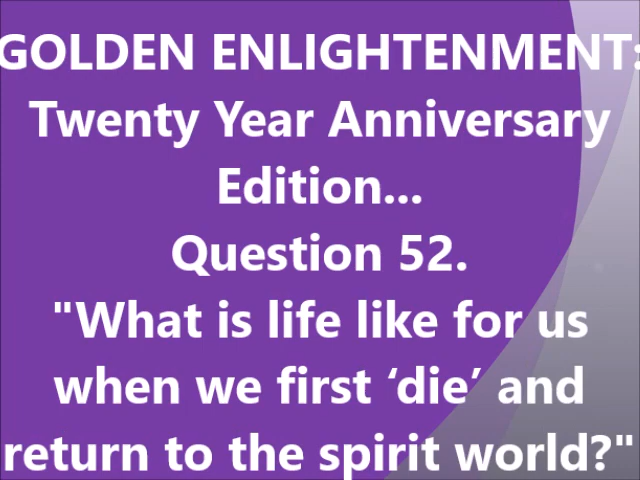 GOLDEN ENLIGHTENMENT:
Twenty Year Anniversary
Edition...
Question 52.
"What is life like for us
when we first ‘die’ and
return to the spirit world?"